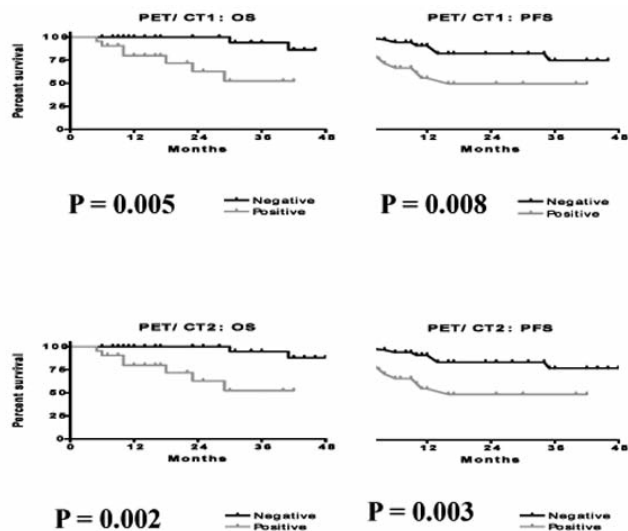 PET/ CT1: OS
Percent survival
100
75
50
25
0
0 12 24 36 48
Months
P = 0.005
Negative
Positive
PET/ CT1: PFS
12 24 36 48
Months
P = 0.008
Negative
Positive
PET/ CT2: OS
Percent survival
100
75
50
25
0
0 12 24 36 48
Months
P = 0.002
Negative
Positive
PET/ CT2: PFS
12 24 36 48
Months
P = 0.003
Negative
Positive